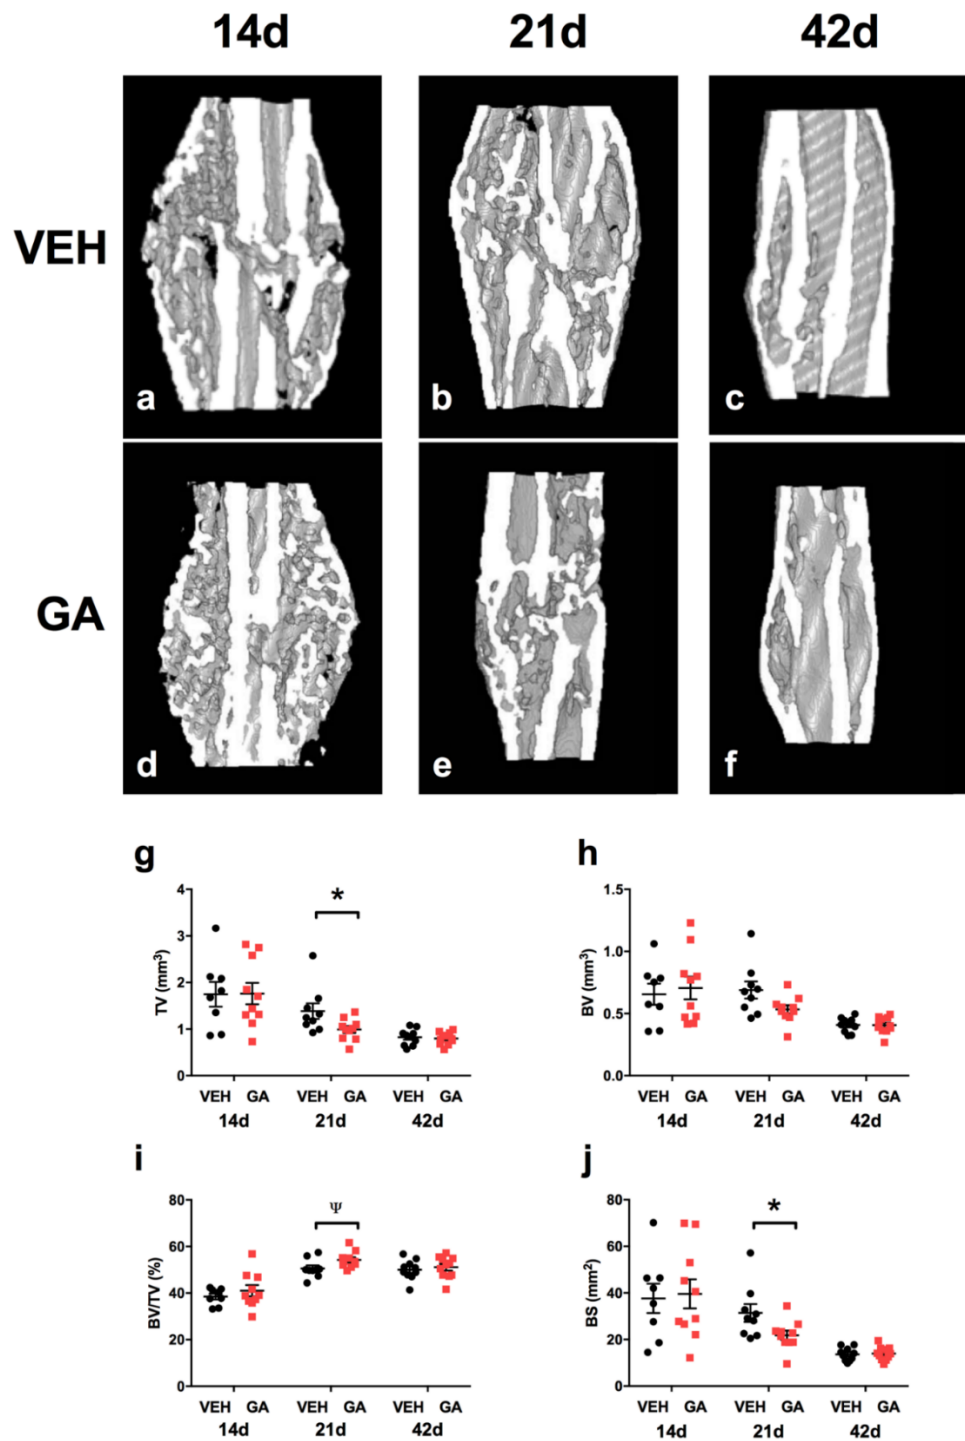 14d 21d 42d
VEH
a b c
GA
d e f
g h
4
3
2
1
0
TV (mm³)
*
VEH GA VEH GA VEH GA
14d 21d 42d
1.5
1.0
0.5
0.0
BV (mm³)
VEH GA VEH GA VEH GA
14d 21d 42d
i j
80
60
40
20
0
BV/TV (%)
Ψ
VEH GA VEH GA VEH GA
14d 21d 42d
80
60
40
20
0
BS (mm²)
*
VEH GA VEH GA VEH GA
14d 21d 42d